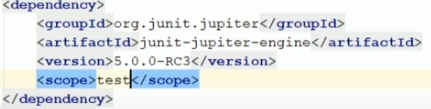 <dependency>
<groupId>org.junit.jupiter</groupId>
<artifactId>junit-jupiter-engine</artifactId>
<version>5.0.0-RC3</version>
<scope>test</scope>
</dependency>